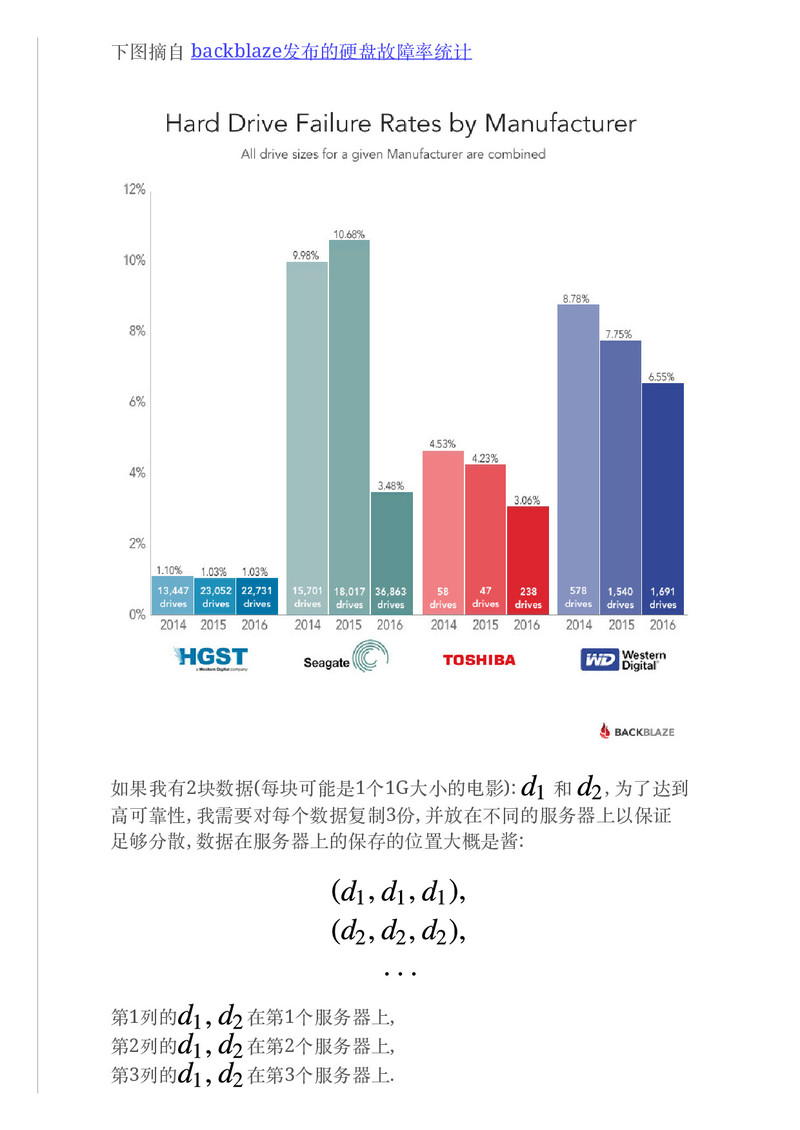 下图摘自 backblaze发布的硬盘故障率统计
Hard Drive Failure Rates by Manufacturer
All drive sizes for a given Manufacturer are combined
12%
10%
8%
6%
4%
2%
0%
1.10% 1.03% 1.03%
13,447 drives 23,052 drives 22,731 drives
2014 2015 2016
HGST
a Western Digital company
9.98% 10.68% 3.48%
15,701 drives 18,017 drives 36,863 drives
2014 2015 2016
Seagate
4.53% 4.23% 3.06%
58 drives 47 drives 238 drives
2014 2015 2016
TOSHIBA
8.78% 7.75% 6.55%
578 drives 1,540 drives 1,691 drives
2014 2015 2016
WD Western Digital®
BACKBLAZE
如果我有2块数据(每块可能是1个1G大小的电影): d₁ 和 d₂, 为了达到
高可靠性, 我需要对每个数据复制3份, 并放在不同的服务器上以保证
足够分散, 数据在服务器上的保存的位置大概是酱:
(d₁, d₁, d₁),
(d₂, d₂, d₂),
...
第1列的d₁, d₂ 在第1个服务器上,
第2列的d₁, d₂ 在第2个服务器上,
第3列的d₁, d₂ 在第3个服务器上.